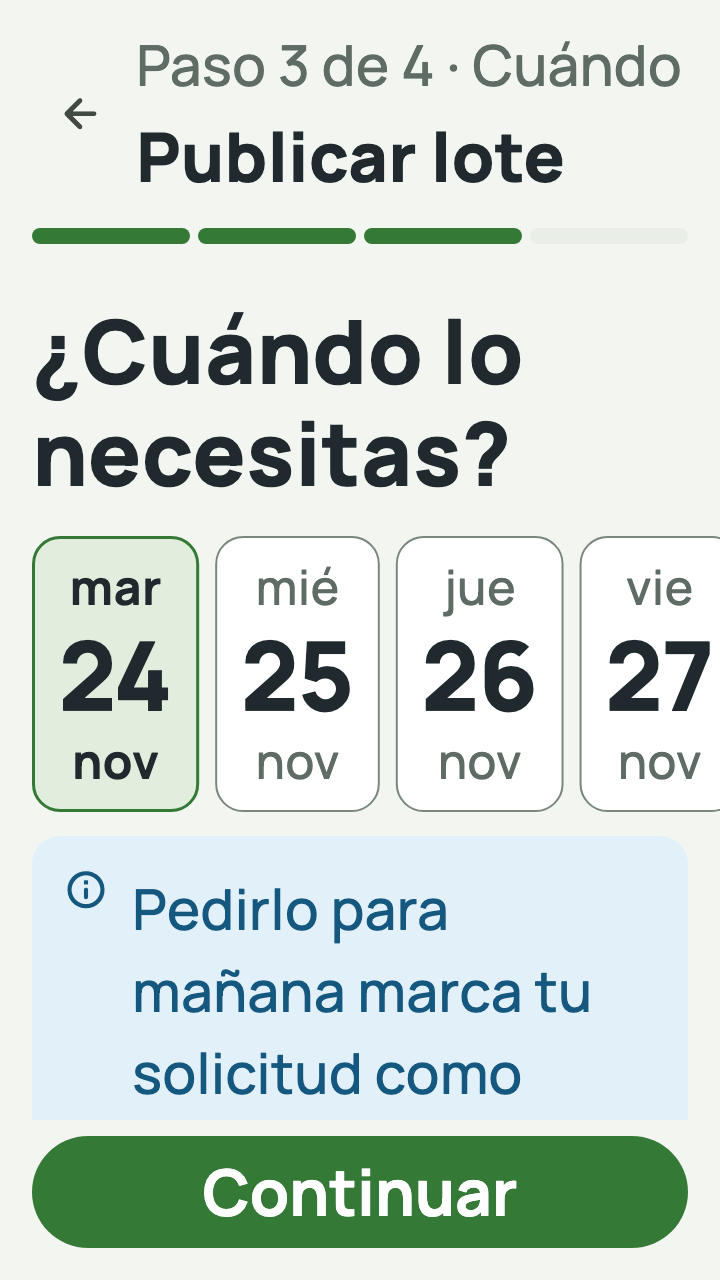 Paso 3 de 4 · Cuándo
Publicar lote
¿Cuándo lo
necesitas?
mar
24
nov
mié
25
nov
jue
26
nov
vie
27
nov
Pedirlo para
mañana marca tu
solicitud como
Continuar